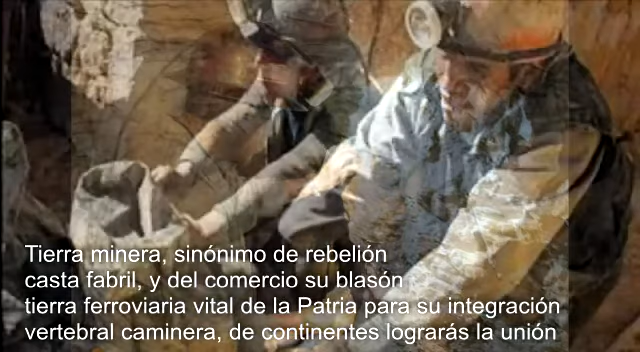 Tierra minera, sinónimo de rebelión
casta fabril, y del comercio su blasón
tierra ferroviaria vital de la Patria para su integración
vertebral caminera, de continentes lograrás la unión